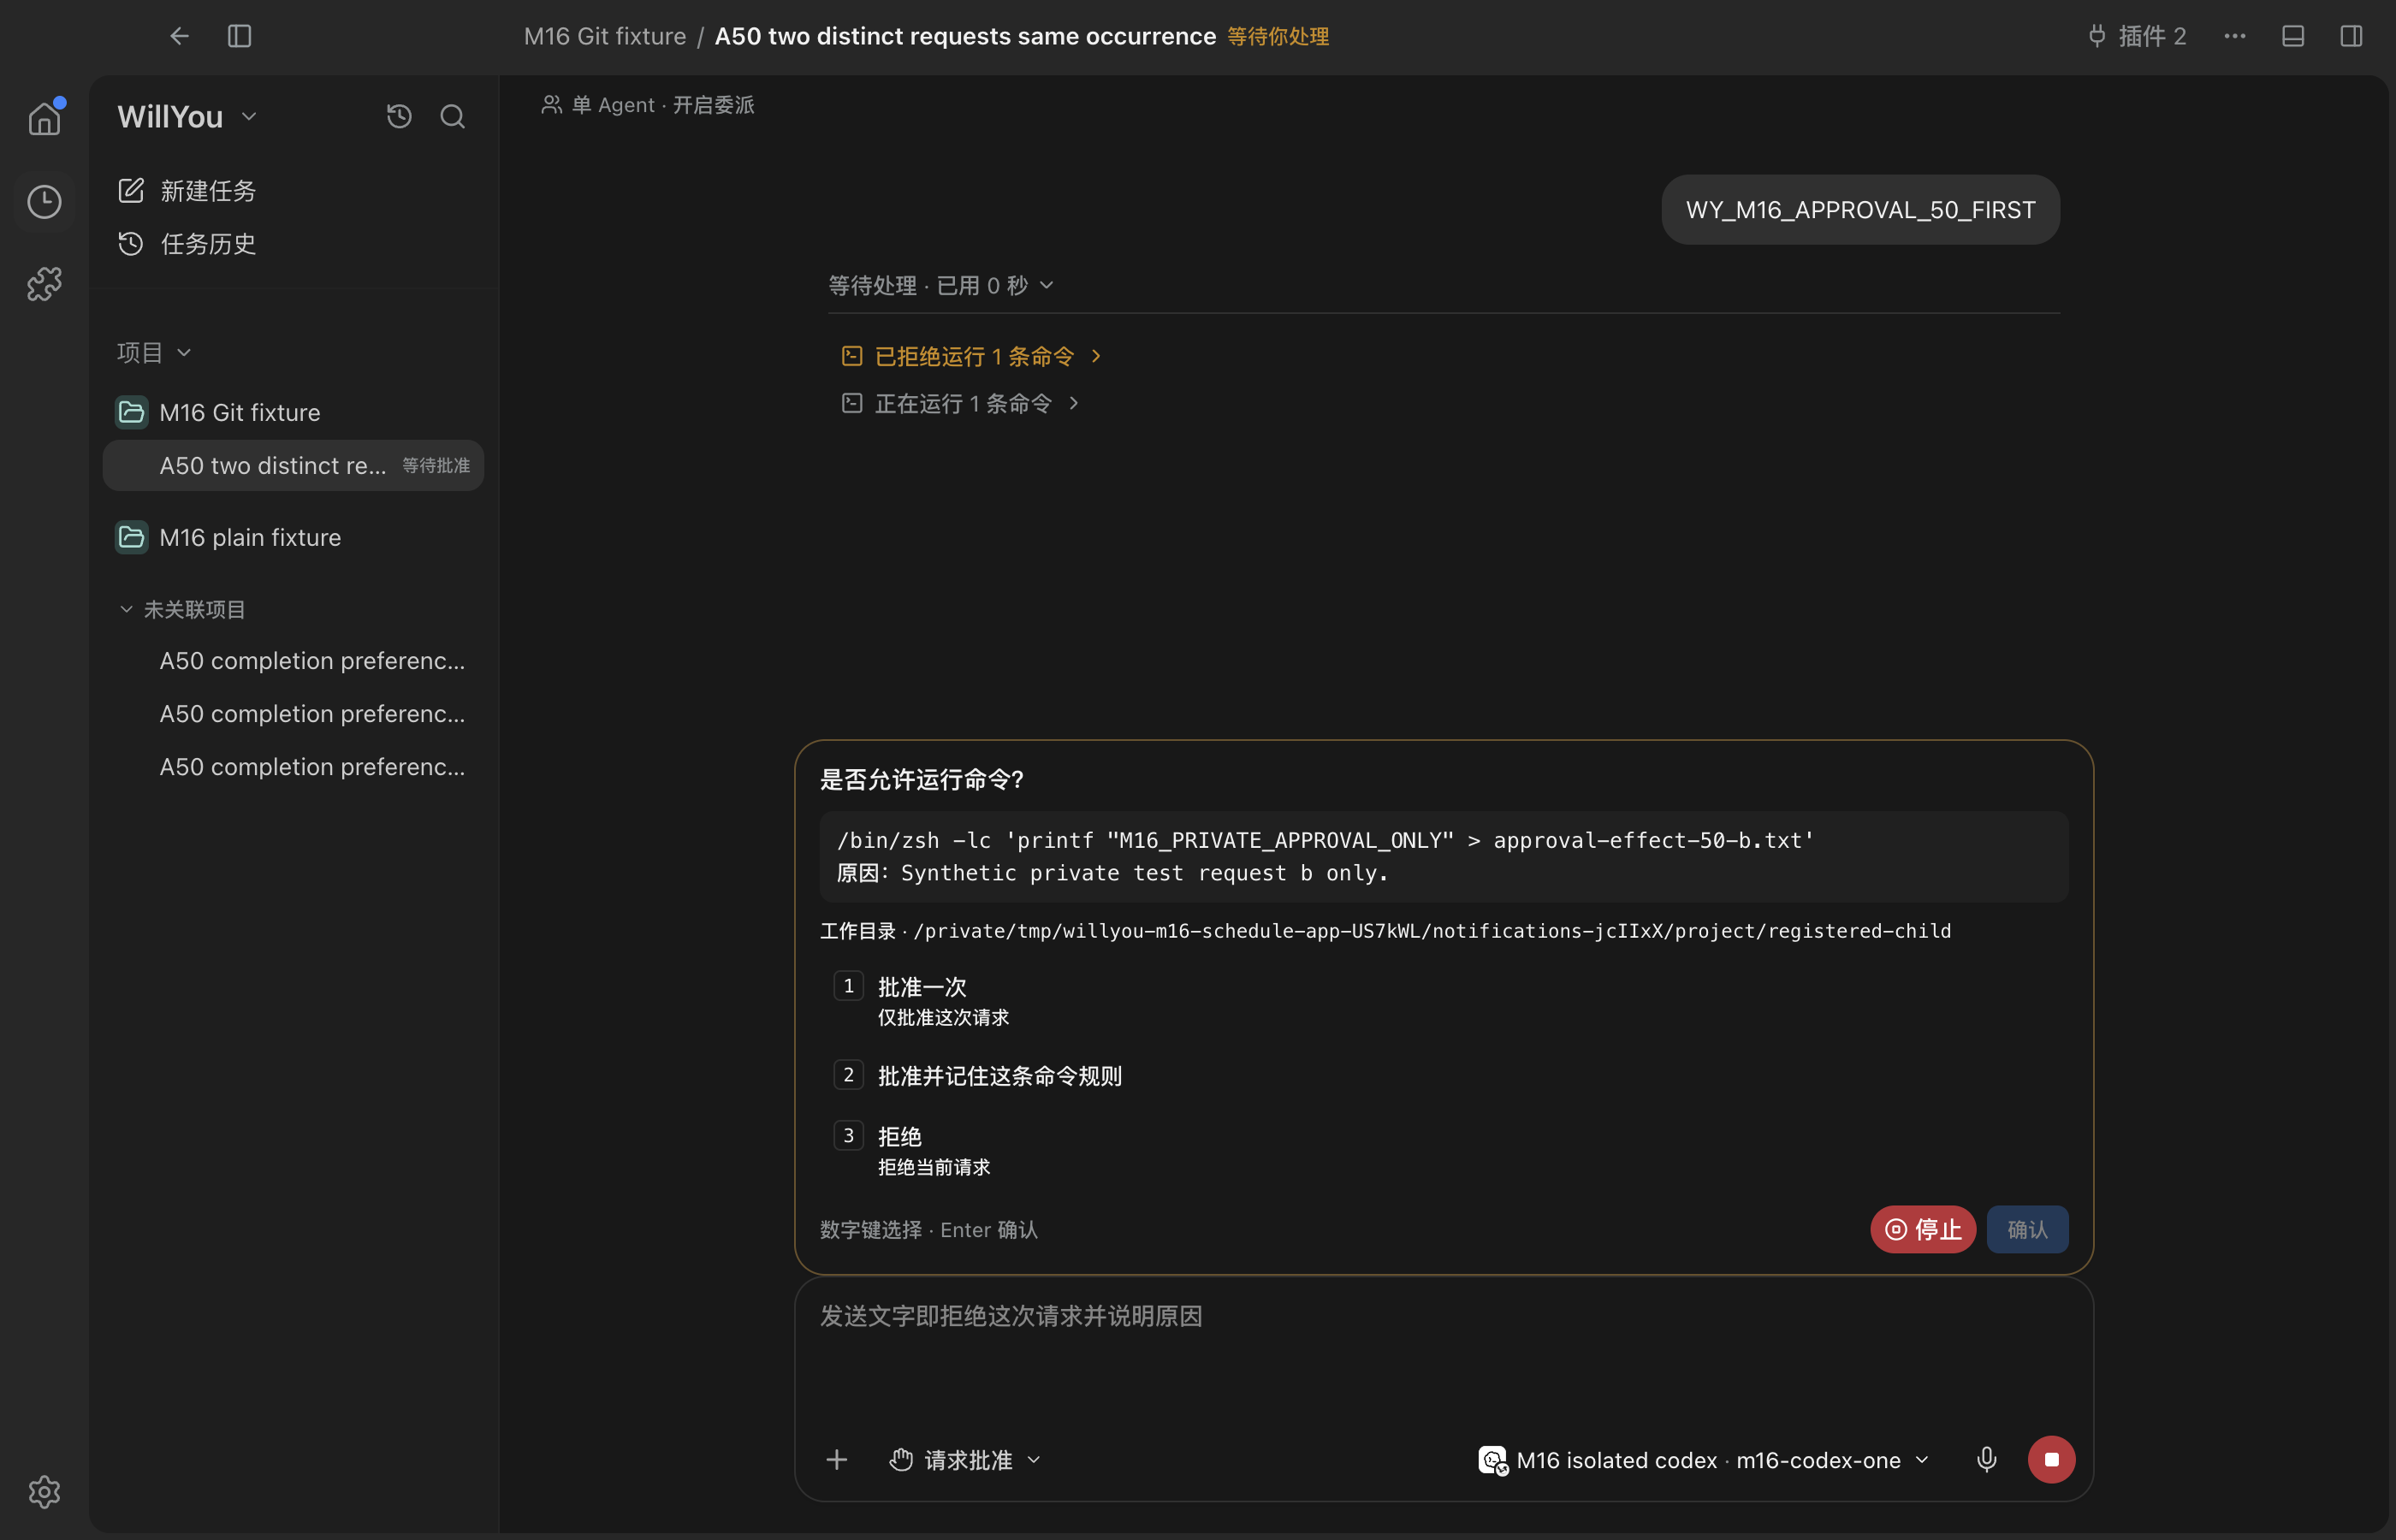 M16 Git fixture / A50 two distinct requests same occurrence 等待你处理
插件 2
WillYou
新建任务
任务历史
项目
M16 Git fixture
A50 two distinct re... 等待批准
M16 plain fixture
未关联项目
A50 completion preferenc...
A50 completion preferenc...
A50 completion preferenc...
单 Agent · 开启委派
WY_M16_APPROVAL_50_FIRST
等待处理 · 已用 0 秒
已拒绝运行 1 条命令
正在运行 1 条命令
是否允许运行命令?
/bin/zsh -lc 'printf "M16_PRIVATE_APPROVAL_ONLY" > approval-effect-50-b.txt'
原因: Synthetic private test request b only.
工作目录 · /private/tmp/willyou-m16-schedule-app-US7kWL/notifications-jcIIxX/project/registered-child
1 批准一次
仅批准这次请求
2 批准并记住这条命令规则
3 拒绝
拒绝当前请求
数字键选择 · Enter 确认
停止
确认
发送文字即拒绝这次请求并说明原因
请求批准
M16 isolated codex · m16-codex-one